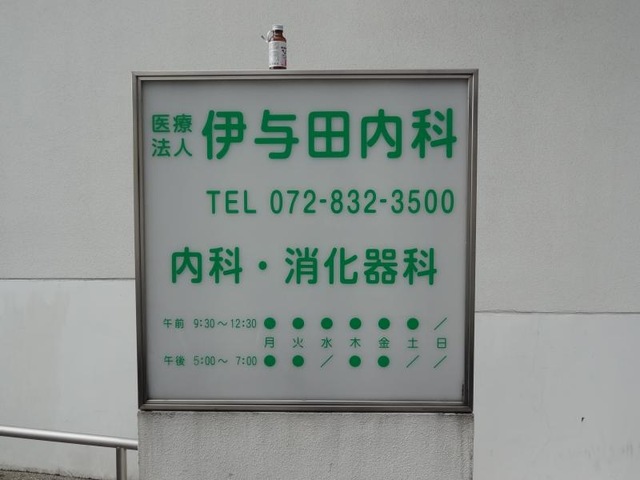 医療法人 伊与田内科
TEL 072-832-3500
内科・消化器科
午前 9:30〜12:30 ● ● ● ● ● ● ／
月 火 水 木 金 土 日
午後 5:00〜 7:00 ● ● ／ ● ● ／ ／